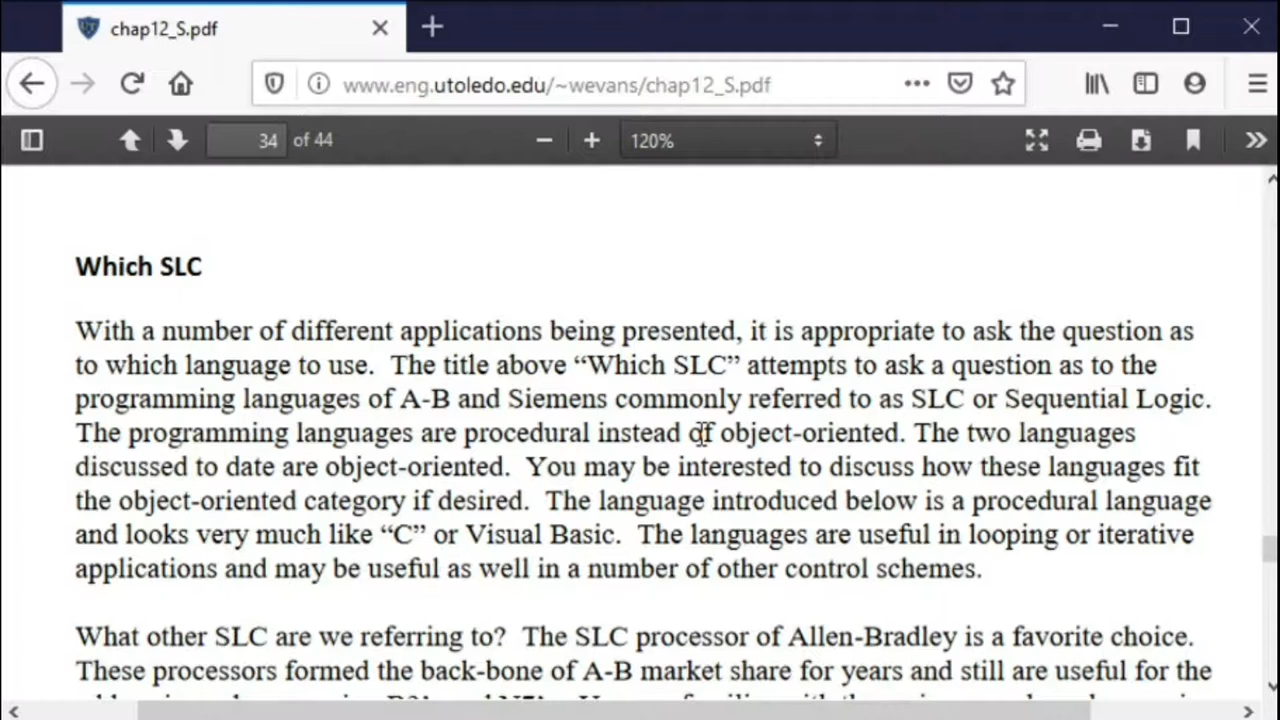 chap12_S.pdf
www.eng.utoledo.edu/~wevans/chap12_S.pdf
34 of 44
120%
Which SLC
With a number of different applications being presented, it is appropriate to ask the question as
to which language to use. The title above “Which SLC” attempts to ask a question as to the
programming languages of A-B and Siemens commonly referred to as SLC or Sequential Logic.
The programming languages are procedural instead of object-oriented. The two languages
discussed to date are object-oriented. You may be interested to discuss how these languages fit
the object-oriented category if desired. The language introduced below is a procedural language
and looks very much like “C” or Visual Basic. The languages are useful in looping or iterative
applications and may be useful as well in a number of other control schemes.
What other SLC are we referring to? The SLC processor of Allen-Bradley is a favorite choice.
These processors formed the back-bone of A-B market share for years and still are useful for the